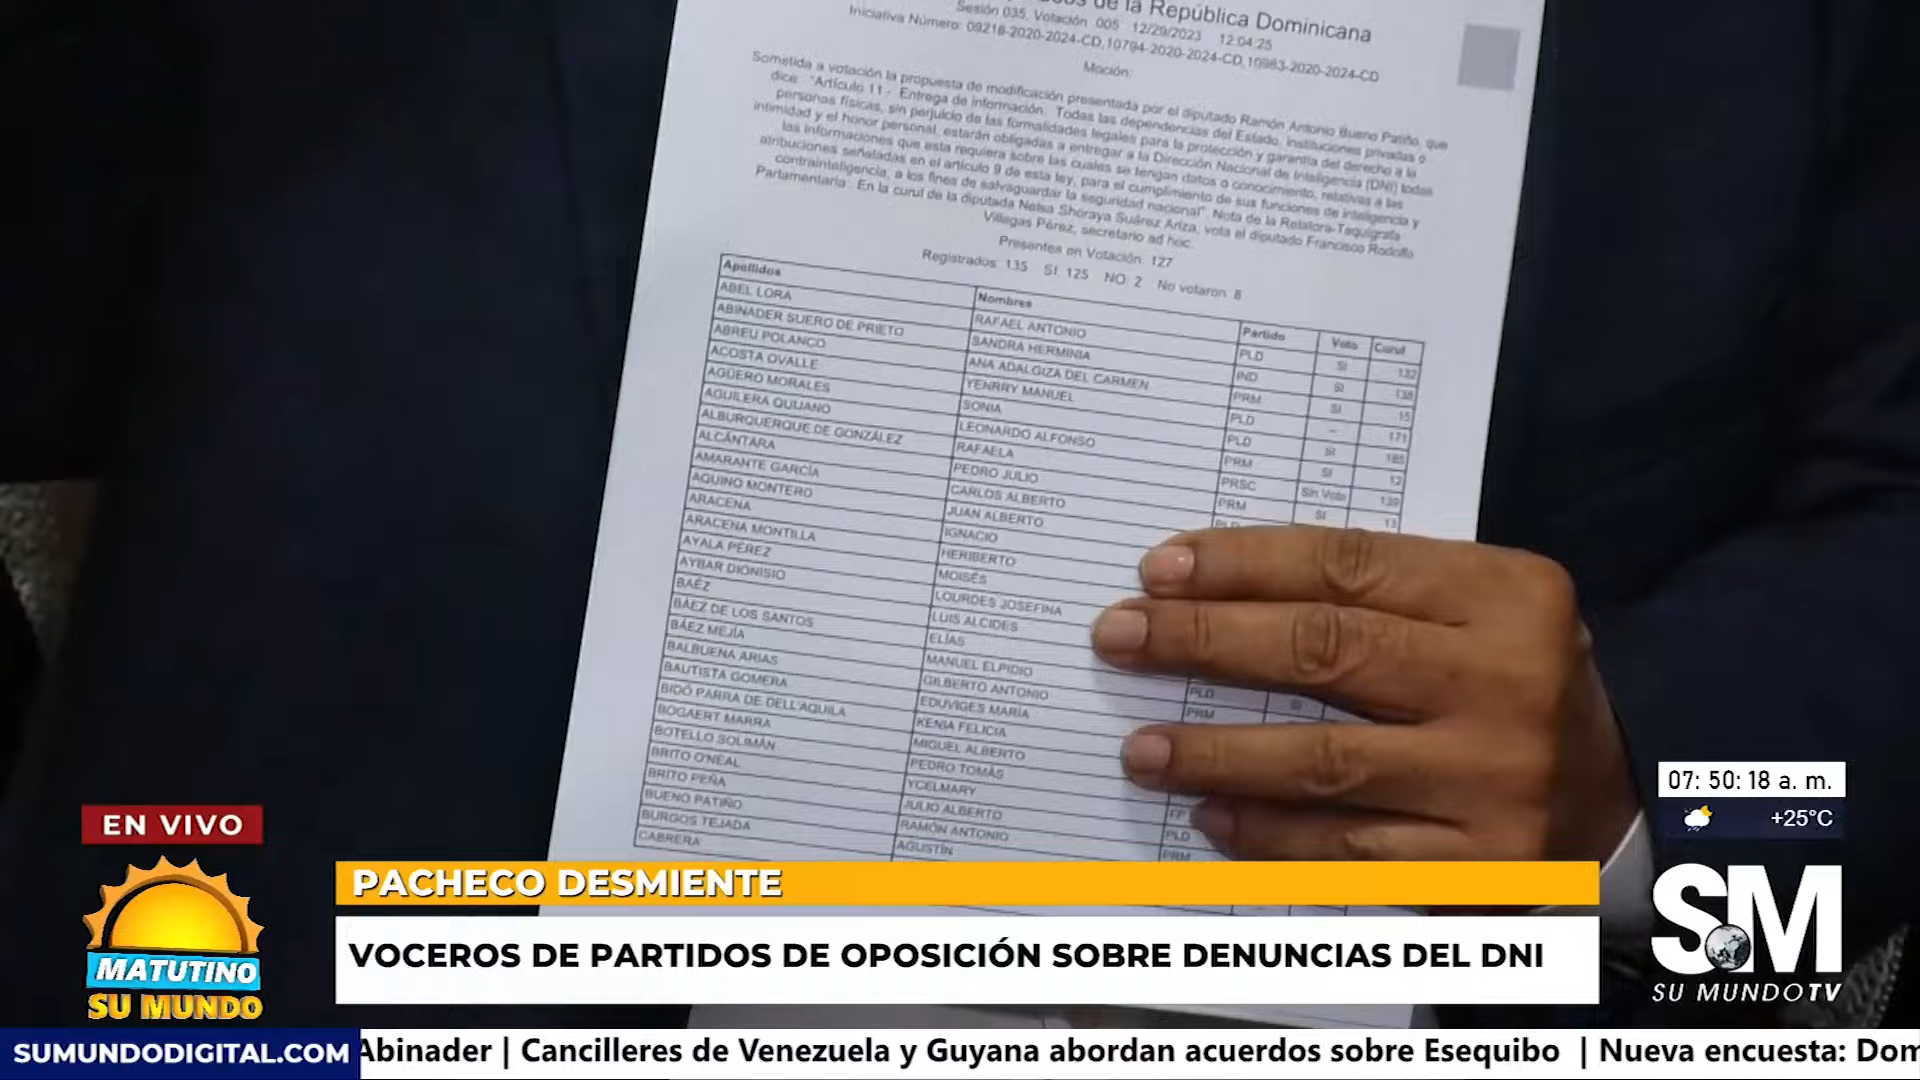 de la República Dominicana
Sesión 035, Votación 005 12/29/2023 12:04:25
Iniciativa Número: 09218-2020-2024-CD,10794-2020-2024-CD,10983-2020-2024-CD
Moción:
Sometida a votación la propuesta de modificación presentada por el diputado Ramón Antonio Bueno Patiño, que
dice: "Artículo 11.- Entrega de información. Todas las dependencias del Estado, instituciones privadas o
personas físicas, sin perjuicio de las formalidades legales para la protección y garantía del derecho a la
intimidad y el honor personal, estarán obligadas a entregar a la Dirección Nacional de Inteligencia (DNI) todas
las informaciones que esta requiera sobre las cuales se tengan datos o conocimiento, relativas a las
atribuciones señaladas en el artículo 9 de esta ley, para el cumplimiento de sus funciones de inteligencia y
contrainteligencia, a los fines de salvaguardar la seguridad nacional". Nota de la Relatora-Taquígrafa
Parlamentaria: En la curul de la diputada Nelsa Shoraya Suárez Ariza, vota el diputado Francisco Rodolfo
Villegas Pérez, secretario ad hoc.
Presentes en Votación: 127
Registrados: 135 SI: 125 NO: 2 No votaron: 8
Apellidos Nombres Partido Voto Curul
ABEL LORA RAFAEL ANTONIO PLD SI 132
ABINADER SUERO DE PRIETO SANDRA HERMINIA IND SI 138
ABREU POLANCO ANA ADALGIZA DEL CARMEN PRM SI 15
ACOSTA OVALLE YENRRY MANUEL PLD -- 171
AGÜERO MORALES SONIA PLD SI 185
AGUILERA QUIJANO LEONARDO ALFONSO PRM SI 12
ALBURQUERQUE DE GONZÁLEZ RAFAELA PRSC Sin Voto 139
ALCÁNTARA PEDRO JULIO PRM SI 13
AMARANTE GARCÍA CARLOS ALBERTO PLD
AQUINO MONTERO JUAN ALBERTO
ARACENA IGNACIO
ARACENA MONTILLA HERIBERTO
AYALA PÉREZ MOISÉS
AYBAR DIONISIO LOURDES JOSEFINA
BAÉZ LUIS ALCIDES
BÁEZ DE LOS SANTOS ELÍAS
BÁEZ MEJÍA MANUEL ELPIDIO
BALBUENA ARIAS GILBERTO ANTONIO PLD SI
BAUTISTA GOMERA EDUVIGES MARÍA PRM
BIDÓ PARRA DE DELL'AQUILA KENIA FELICIA
BOGAERT MARRA MIGUEL ALBERTO
BOTELLO SOLIMÁN PEDRO TOMÁS
BRITO O'NEAL YCELMARY
BRITO PEÑA JULIO ALBERTO FP
BUENO PATIÑO RAMÓN ANTONIO PLD
BURGOS TEJADA AGUSTÍN PRM
CABRERA
07:50:18 a. m.
+25°C
EN VIVO
MATUTINO
SU MUNDO
PACHECO DESMIENTE
VOCEROS DE PARTIDOS DE OPOSICIÓN SOBRE DENUNCIAS DEL DNI
SM
SU MUNDOTV
SUMUNDODIGITAL.COM
Abinader | Cancilleres de Venezuela y Guyana abordan acuerdos sobre Esequibo | Nueva encuesta: Dom